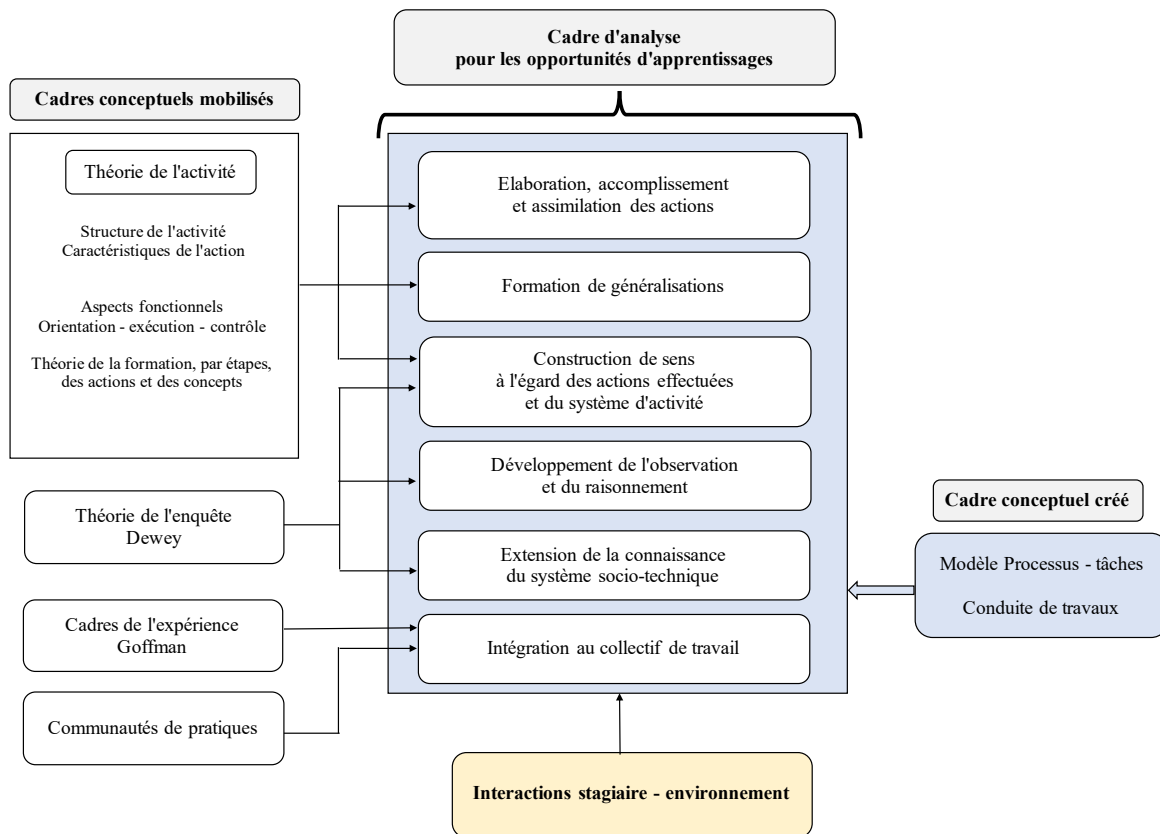 Cadre d'analyse
pour les opportunités d'apprentissages
Cadres conceptuels mobilisés
Théorie de l'activité
Structure de l'activité
Caractéristiques de l'action
Aspects fonctionnels
Orientation - exécution - contrôle
Théorie de la formation, par étapes,
des actions et des concepts
Théorie de l'enquête
Dewey
Cadres de l'expérience
Goffman
Communautés de pratiques
Elaboration, accomplissement
et assimilation des actions
Formation de généralisations
Construction de sens
à l'égard des actions effectuées
et du système d'activité
Développement de l'observation
et du raisonnement
Extension de la connaissance
du système socio-technique
Intégration au collectif de travail
Cadre conceptuel créé
Modèle Processus - tâches
Conduite de travaux
Interactions stagiaire - environnement